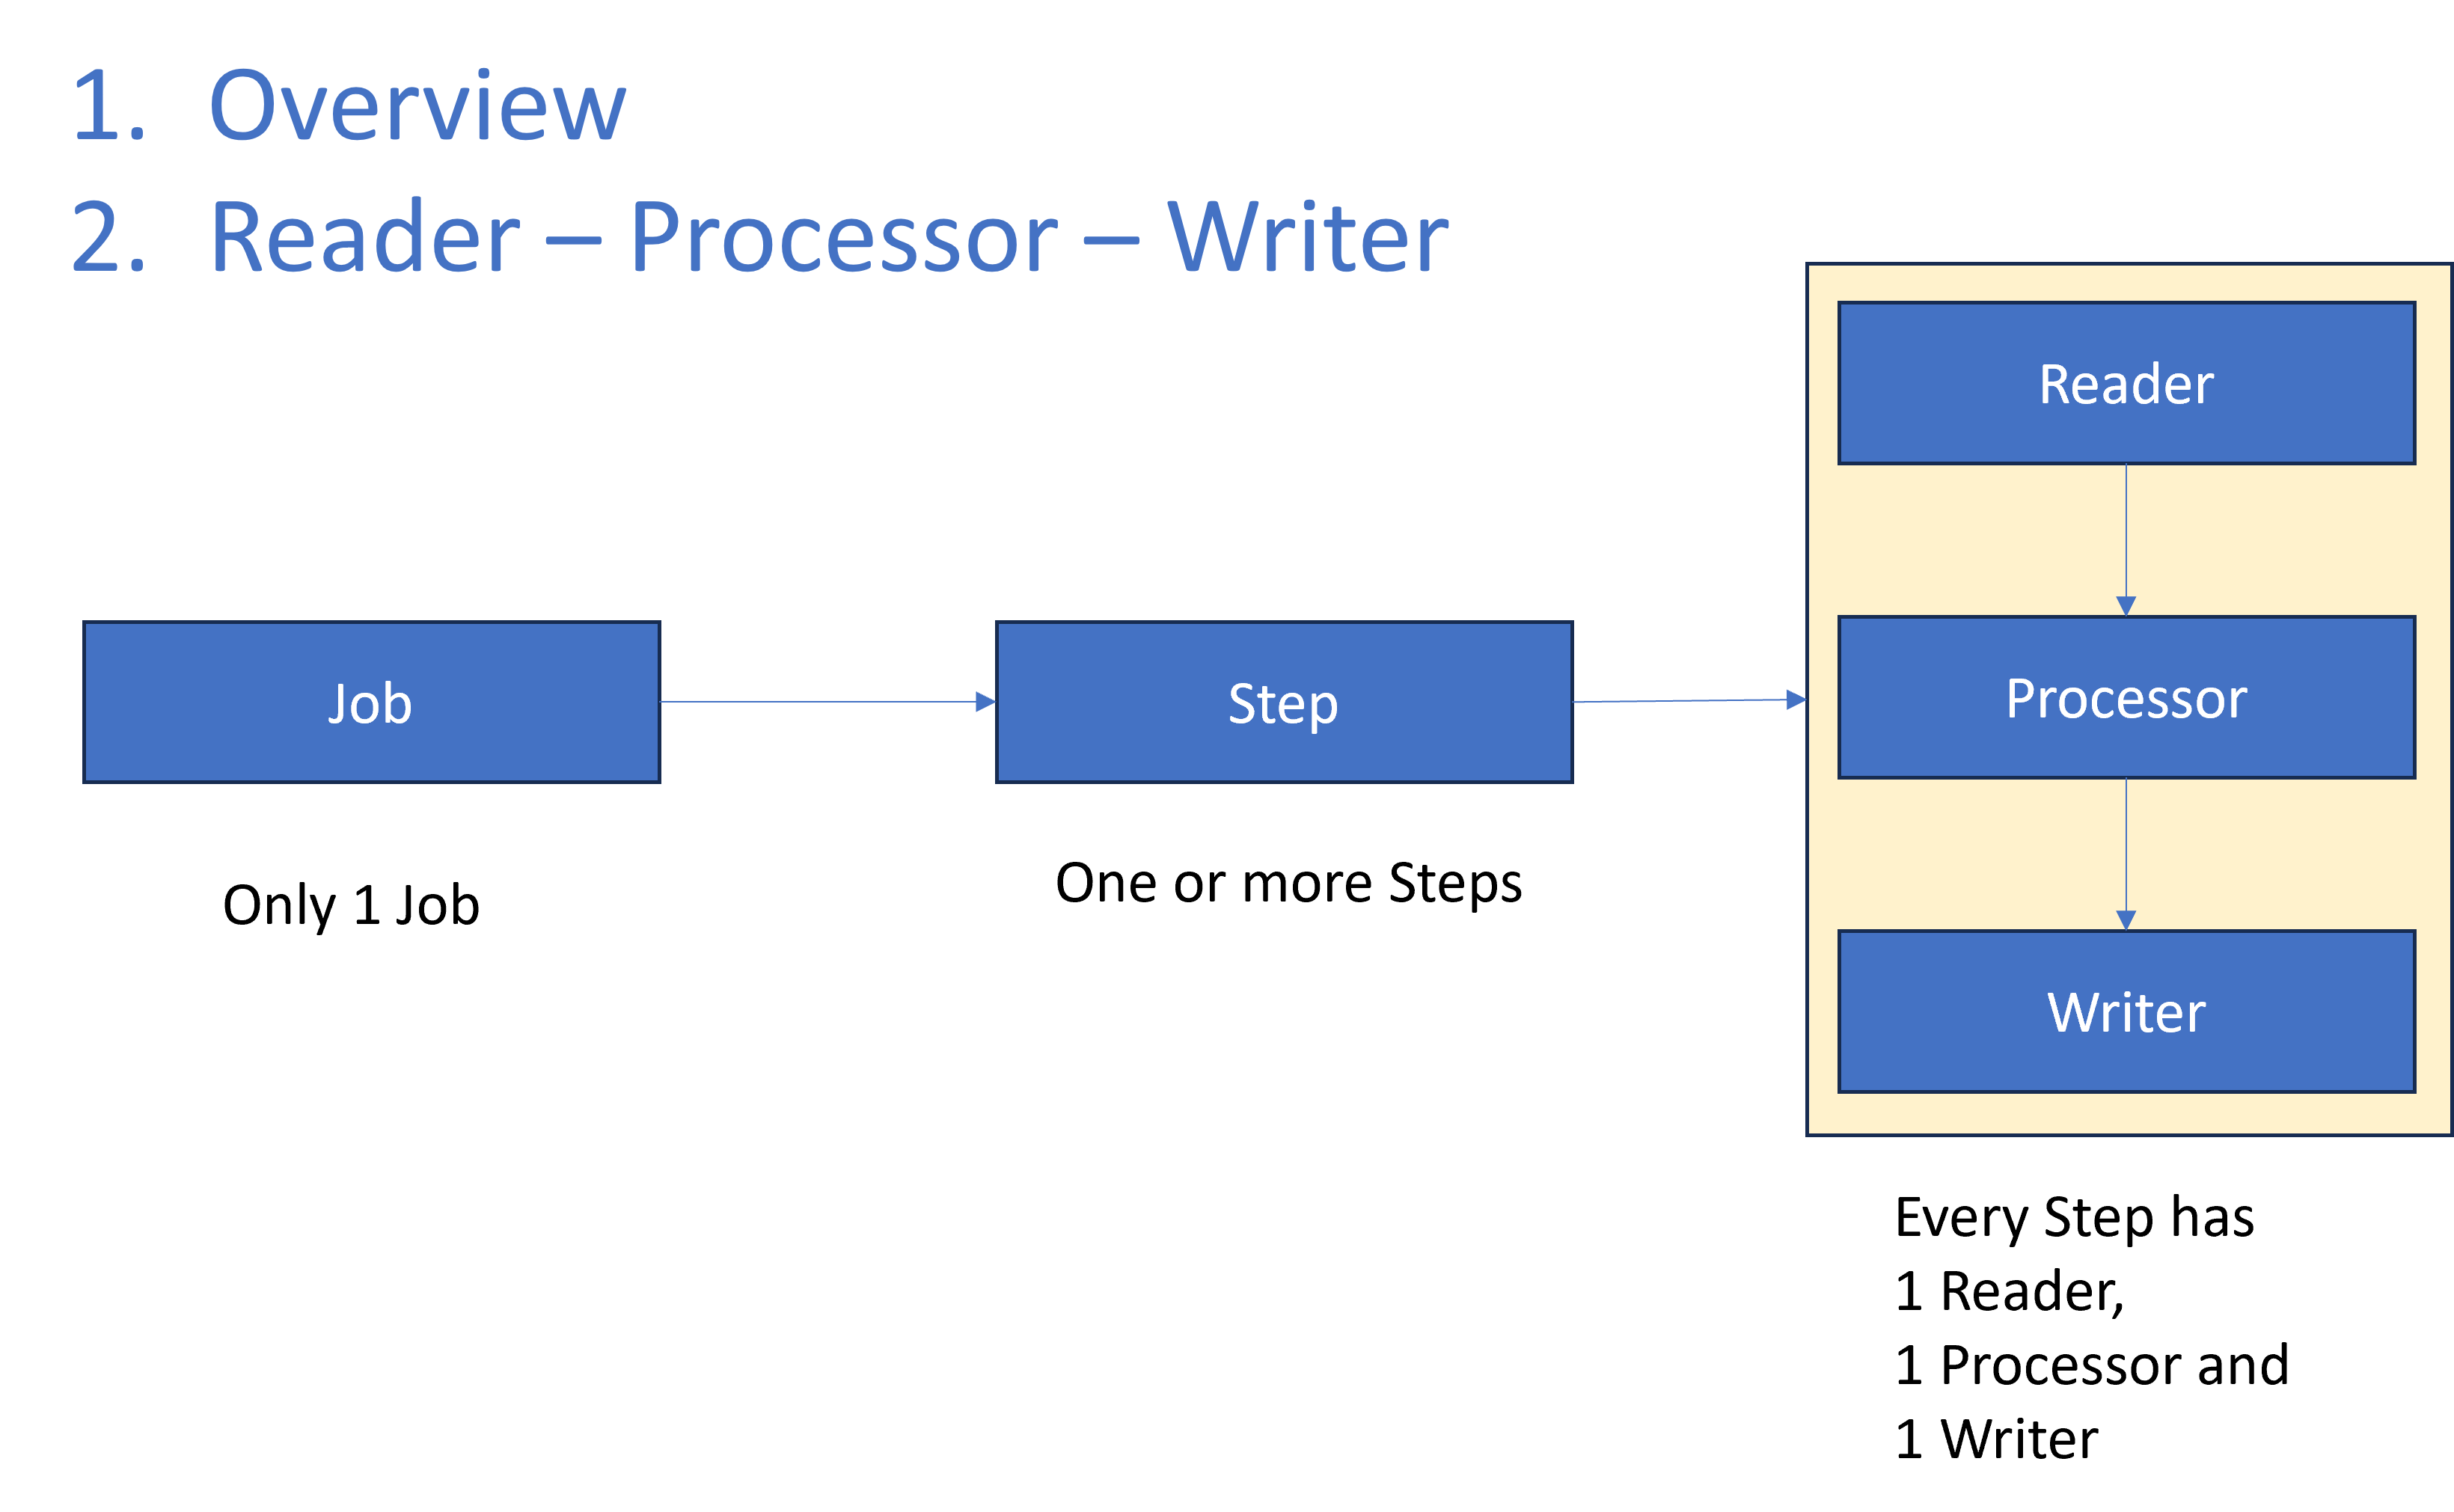 1. Overview
2. Reader – Processor – Writer
Job
Only 1 Job
Step
One or more Steps
Reader
Processor
Writer
Every Step has
1 Reader,
1 Processor and
1 Writer